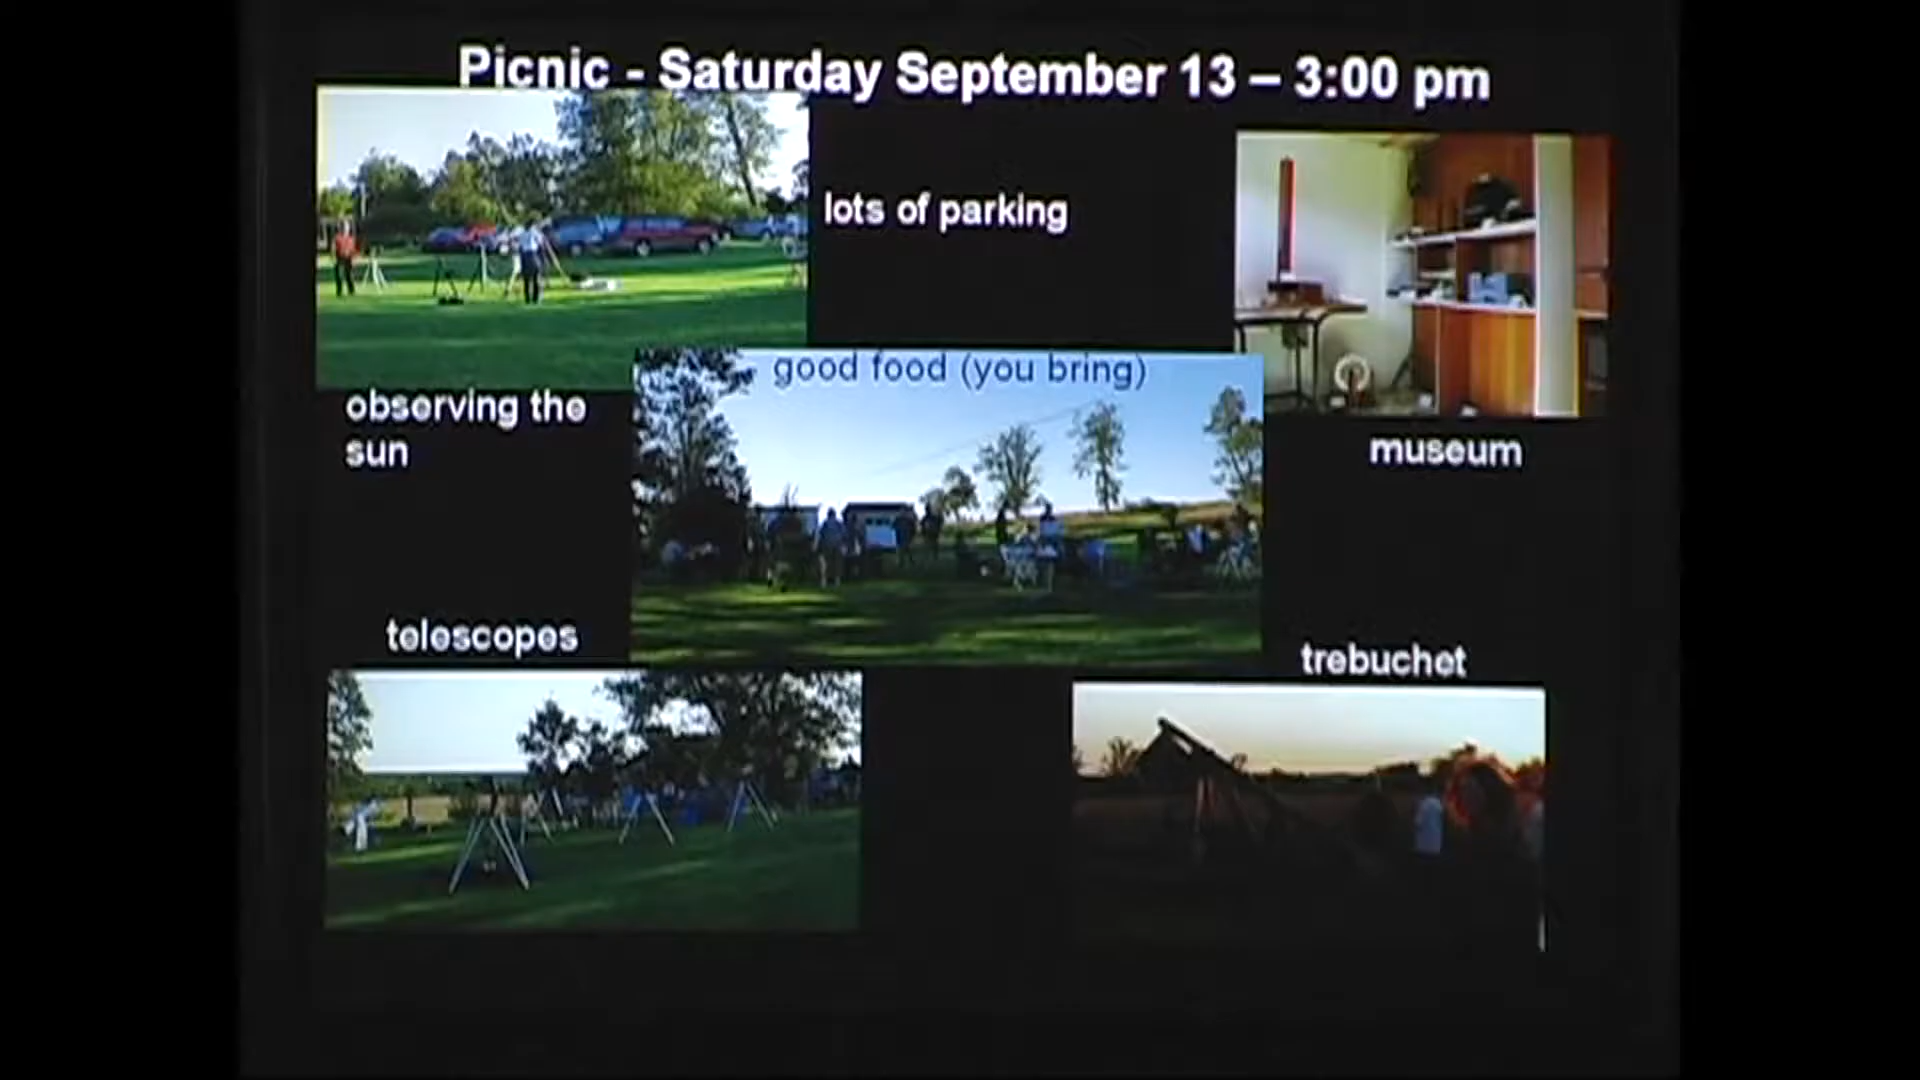 Picnic - Saturday September 13 – 3:00 pm
lots of parking
good food (you bring)
observing the
sun
museum
telescopes
trebuchet